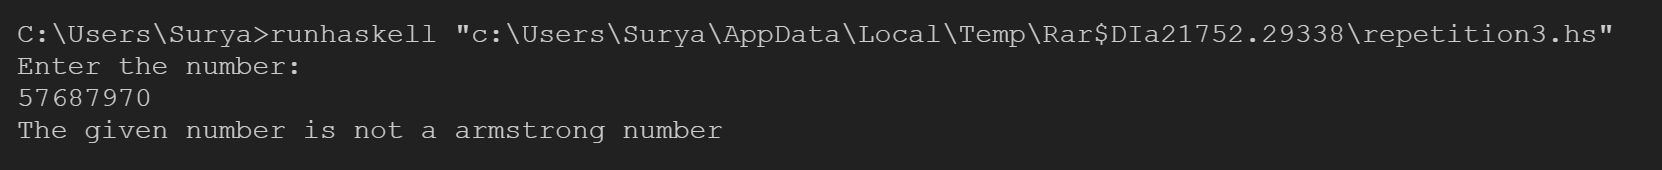 C:\Users\Surya>runhaskell "c:\Users\Surya\AppData\Local\Temp\Rar$DIa21752.29338\repetition3.hs"
Enter the number:
57687970
The given number is not a armstrong number